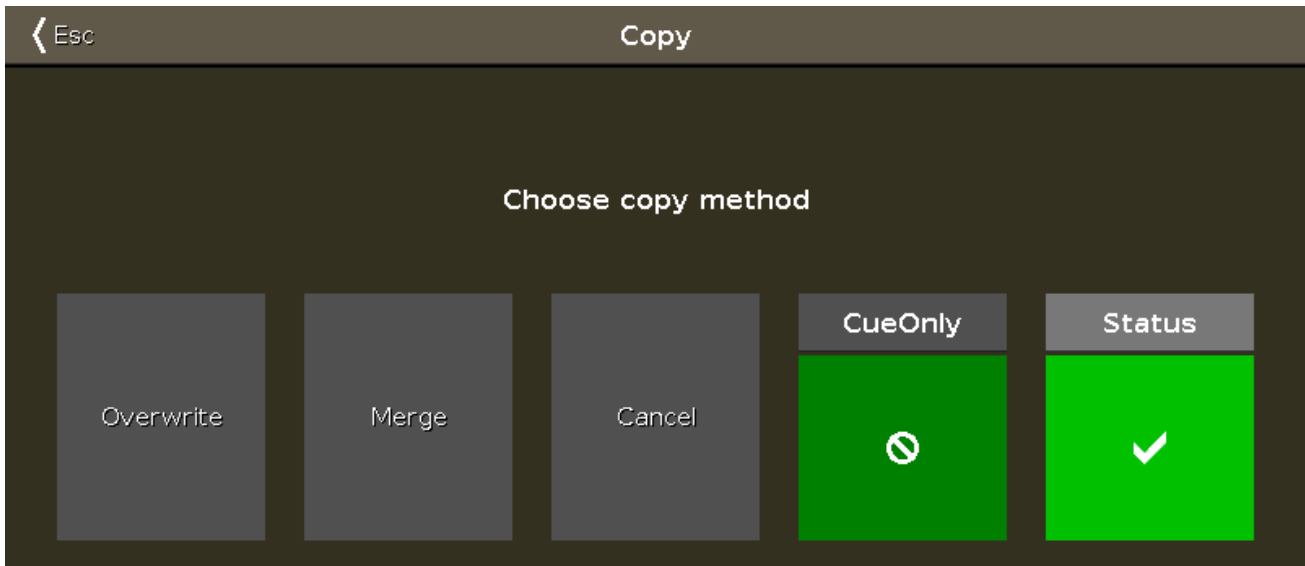 Esc
Copy
Choose copy method
Overwrite
Merge
Cancel
CueOnly
Status